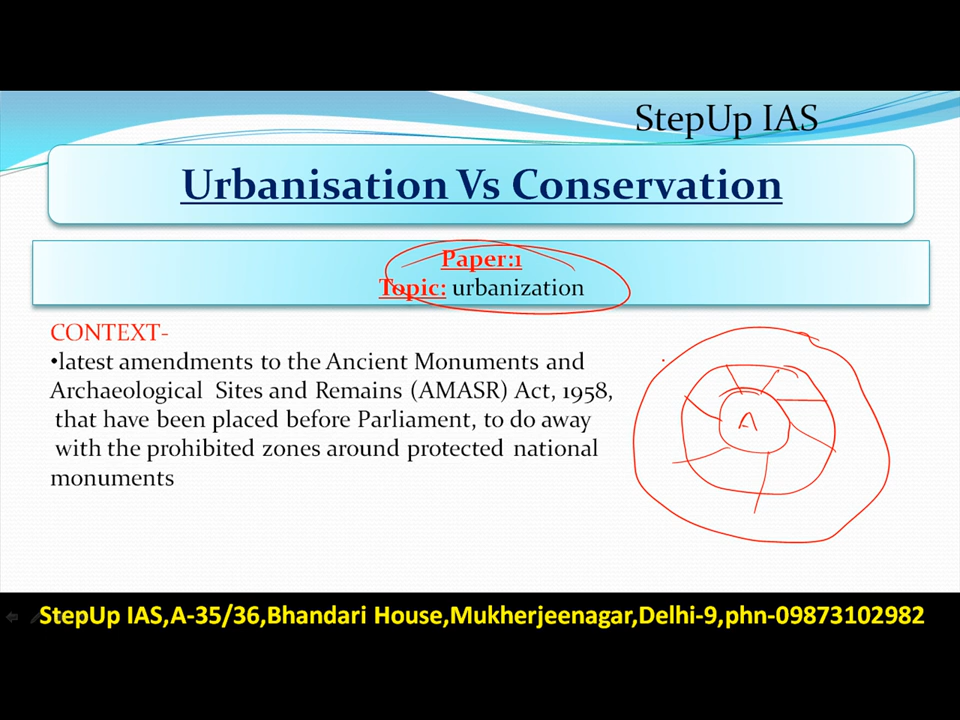 StepUp IAS
Urbanisation Vs Conservation
Paper:1
Topic: urbanization
CONTEXT-
•latest amendments to the Ancient Monuments and
Archaeological Sites and Remains (AMASR) Act, 1958,
that have been placed before Parliament, to do away
with the prohibited zones around protected national
monuments
A
StepUp IAS,A-35/36,Bhandari House,Mukherjeenagar,Delhi-9,phn-09873102982